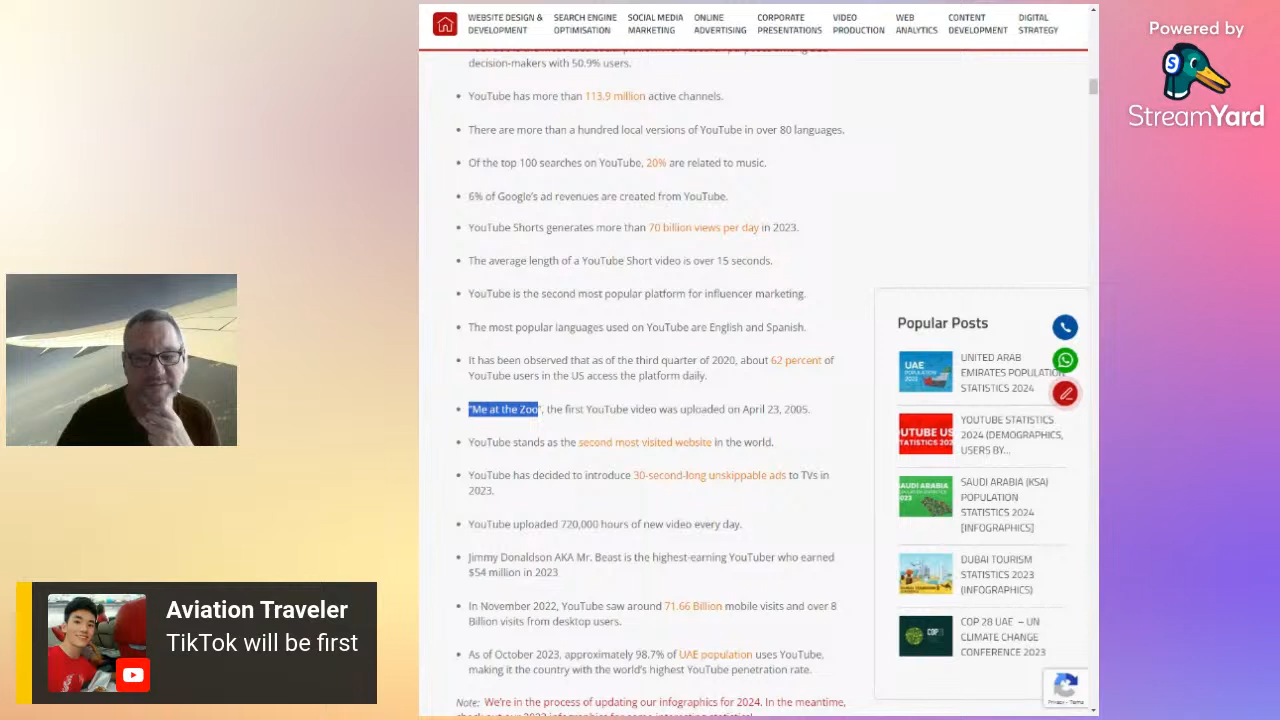 WEBSITE DESIGN &
DEVELOPMENT
SEARCH ENGINE
OPTIMISATION
SOCIAL MEDIA
MARKETING
ONLINE
ADVERTISING
CORPORATE
PRESENTATIONS
VIDEO
PRODUCTION
WEB
ANALYTICS
CONTENT
DEVELOPMENT
DIGITAL
STRATEGY
Powered by
StreamYard
decision-makers with 50.9% users.
• YouTube has more than 113.9 million active channels.
• There are more than a hundred local versions of YouTube in over 80 languages.
• Of the top 100 searches on YouTube, 20% are related to music.
• 6% of Google's ad revenues are created from YouTube.
• YouTube Shorts generates more than 70 billion views per day in 2023.
• The average length of a YouTube Short video is over 15 seconds.
• YouTube is the second most popular platform for influencer marketing.
• The most popular languages used on YouTube are English and Spanish.
• It has been observed that as of the third quarter of 2020, about 62 percent of
YouTube users in the US access the platform daily.
• "Me at the Zoo", the first YouTube video was uploaded on April 23, 2005.
• YouTube stands as the second most visited website in the world.
• YouTube has decided to introduce 30-second-long unskippable ads to TVs in
2023.
• YouTube uploaded 720,000 hours of new video every day.
• Jimmy Donaldson AKA Mr. Beast is the highest-earning YouTuber who earned
$54 million in 2023
• In November 2022, YouTube saw around 71.66 Billion mobile visits and over 8
Billion visits from desktop users.
• As of October 2023, approximately 98.7% of UAE population uses YouTube,
making it the country with the world's highest YouTube penetration rate.
Note: We're in the process of updating our infographics for 2024. In the meantime,
Popular Posts
UAE
POPULATION
2023
UNITED ARAB
EMIRATES POPULATION
STATISTICS 2024
YOUTUBE STATISTICS
2024 (DEMOGRAPHICS,
USERS BY...
SAUDI ARABIA
SAUDI ARABIA (KSA)
POPULATION
STATISTICS 2024
[INFOGRAPHICS]
DUBAI TOURISM
STATISTICS 2023
(INFOGRAPHICS)
COP28
COP 28 UAE – UN
CLIMATE CHANGE
CONFERENCE 2023
Privacy - Terms
Aviation Traveler
TikTok will be first